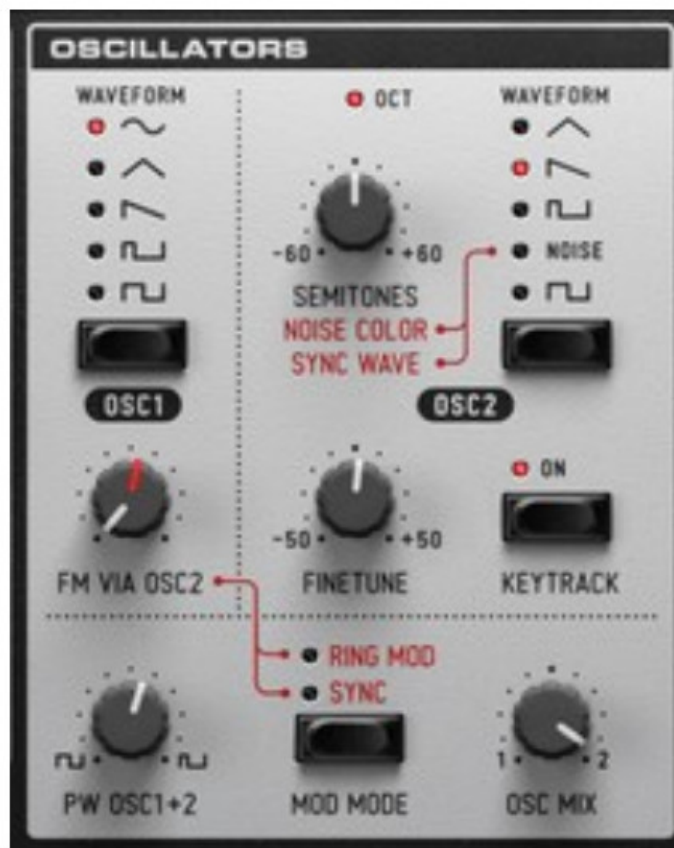 OSCILLATORS
WAVEFORM
OCT
WAVEFORM
-60
+60
NOISE
SEMITONES
NOISE COLOR
SYNC WAVE
OSC1
OSC2
ON
-50
+50
FM VIA OSC2
FINETUNE
KEYTRACK
RING MOD
SYNC
1
2
PW OSC1+2
MOD MODE
OSC MIX